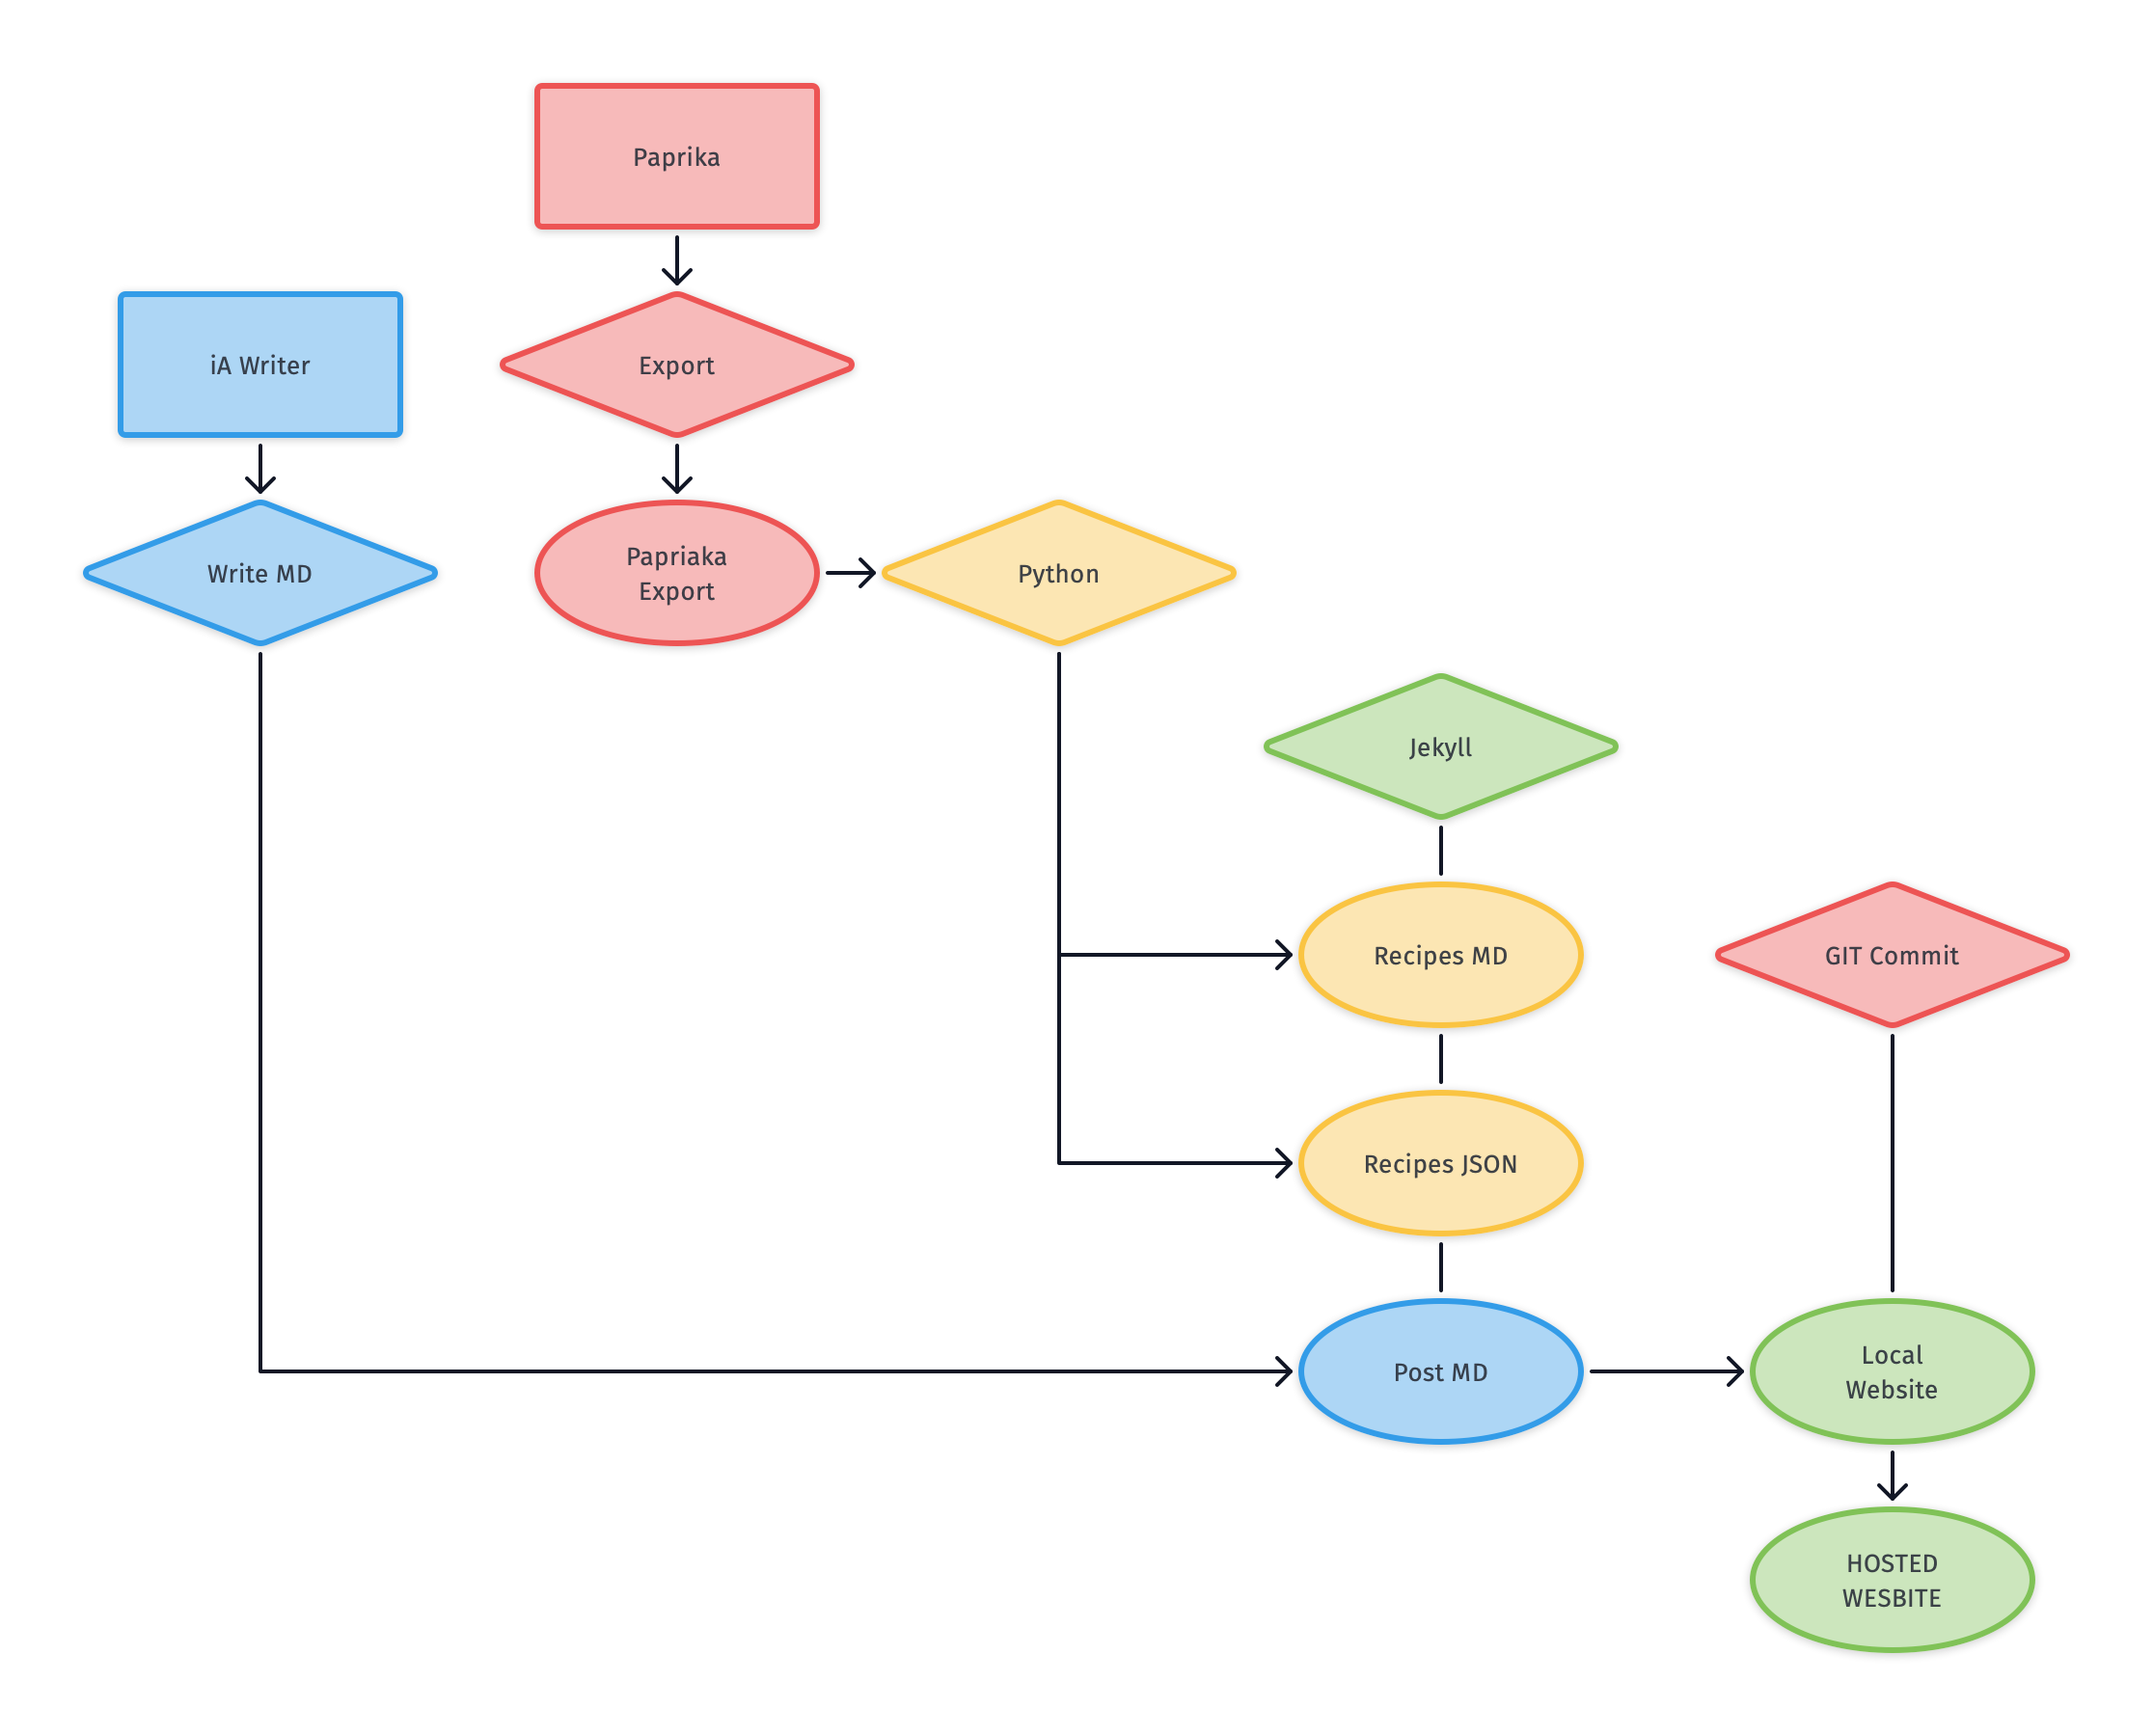 Paprika
iA Writer
Export
Write MD
Papriaka
Export
Python
Jekyll
Recipes MD
GIT Commit
Recipes JSON
Post MD
Local
Website
HOSTED
WESBITE